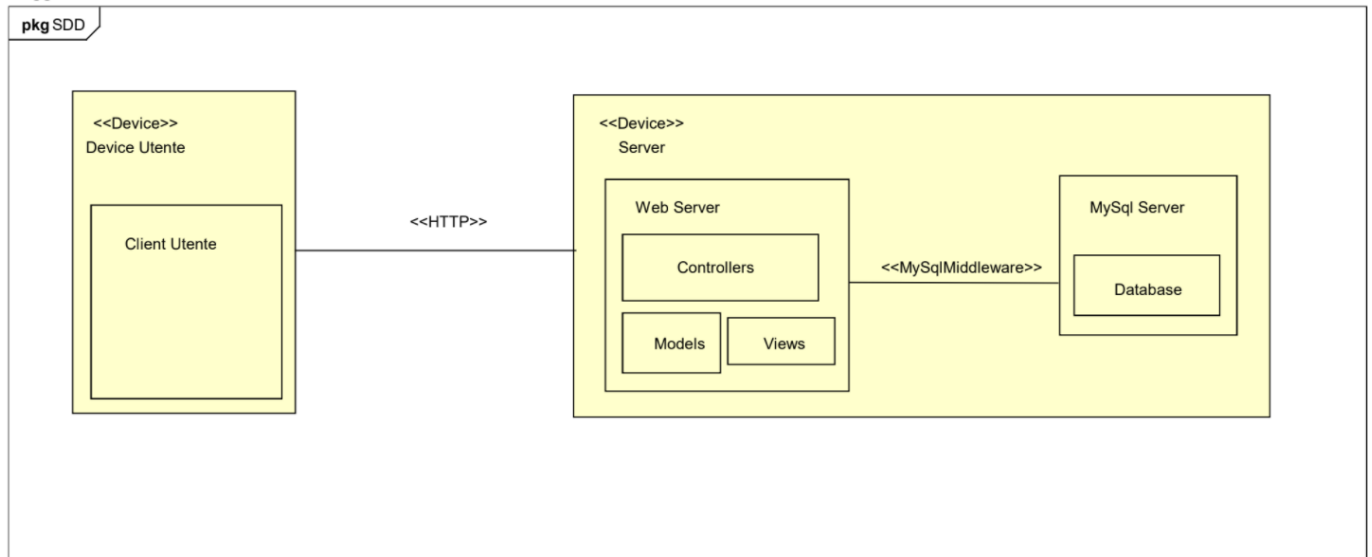 pkg SDD
<<Device>>
Device Utente
Client Utente
<<HTTP>>
<<Device>>
Server
Web Server
Controllers
Models
Views
<<MySqlMiddleware>>
MySql Server
Database